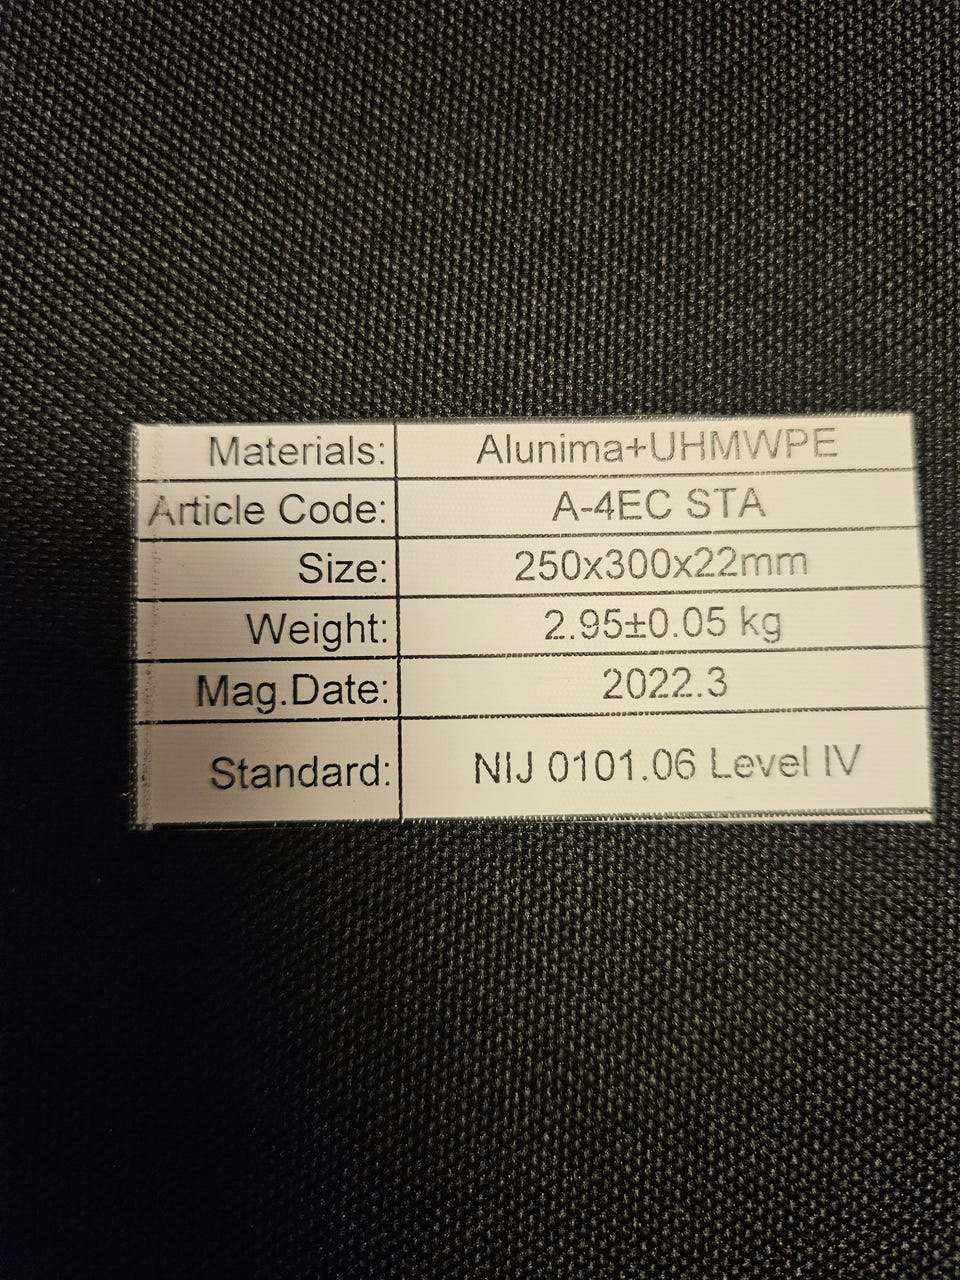 Materials: Alunima+UHMWPE
Article Code: A-4EC STA
Size: 250x300x22mm
Weight: 2.95±0.05 kg
Mag.Date: 2022.3
Standard: NIJ 0101.06 Level IV